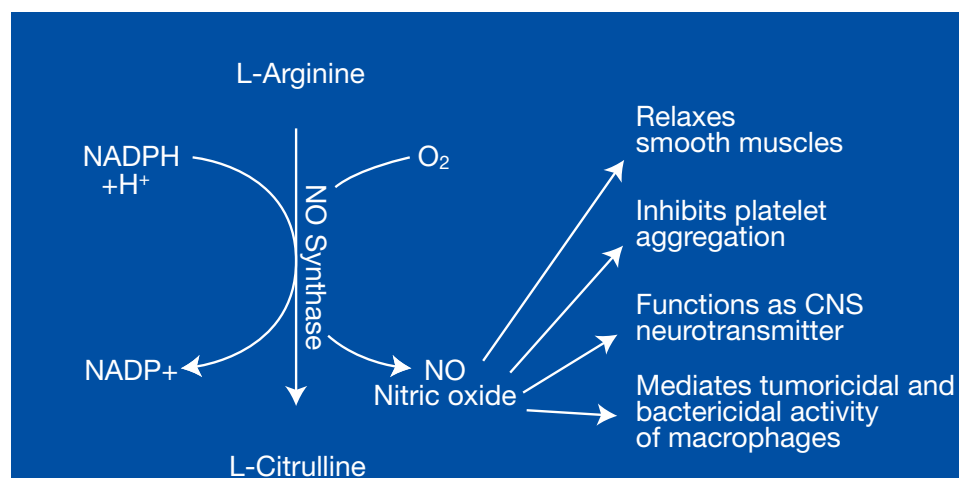 L-Arginine
NADPH
+H⁺
O₂
NO Synthase
NADP+
NO
Nitric oxide
L-Citrulline
Relaxes
smooth muscles
Inhibits platelet
aggregation
Functions as CNS
neurotransmitter
Mediates tumoricidal and
bactericidal activity
of macrophages